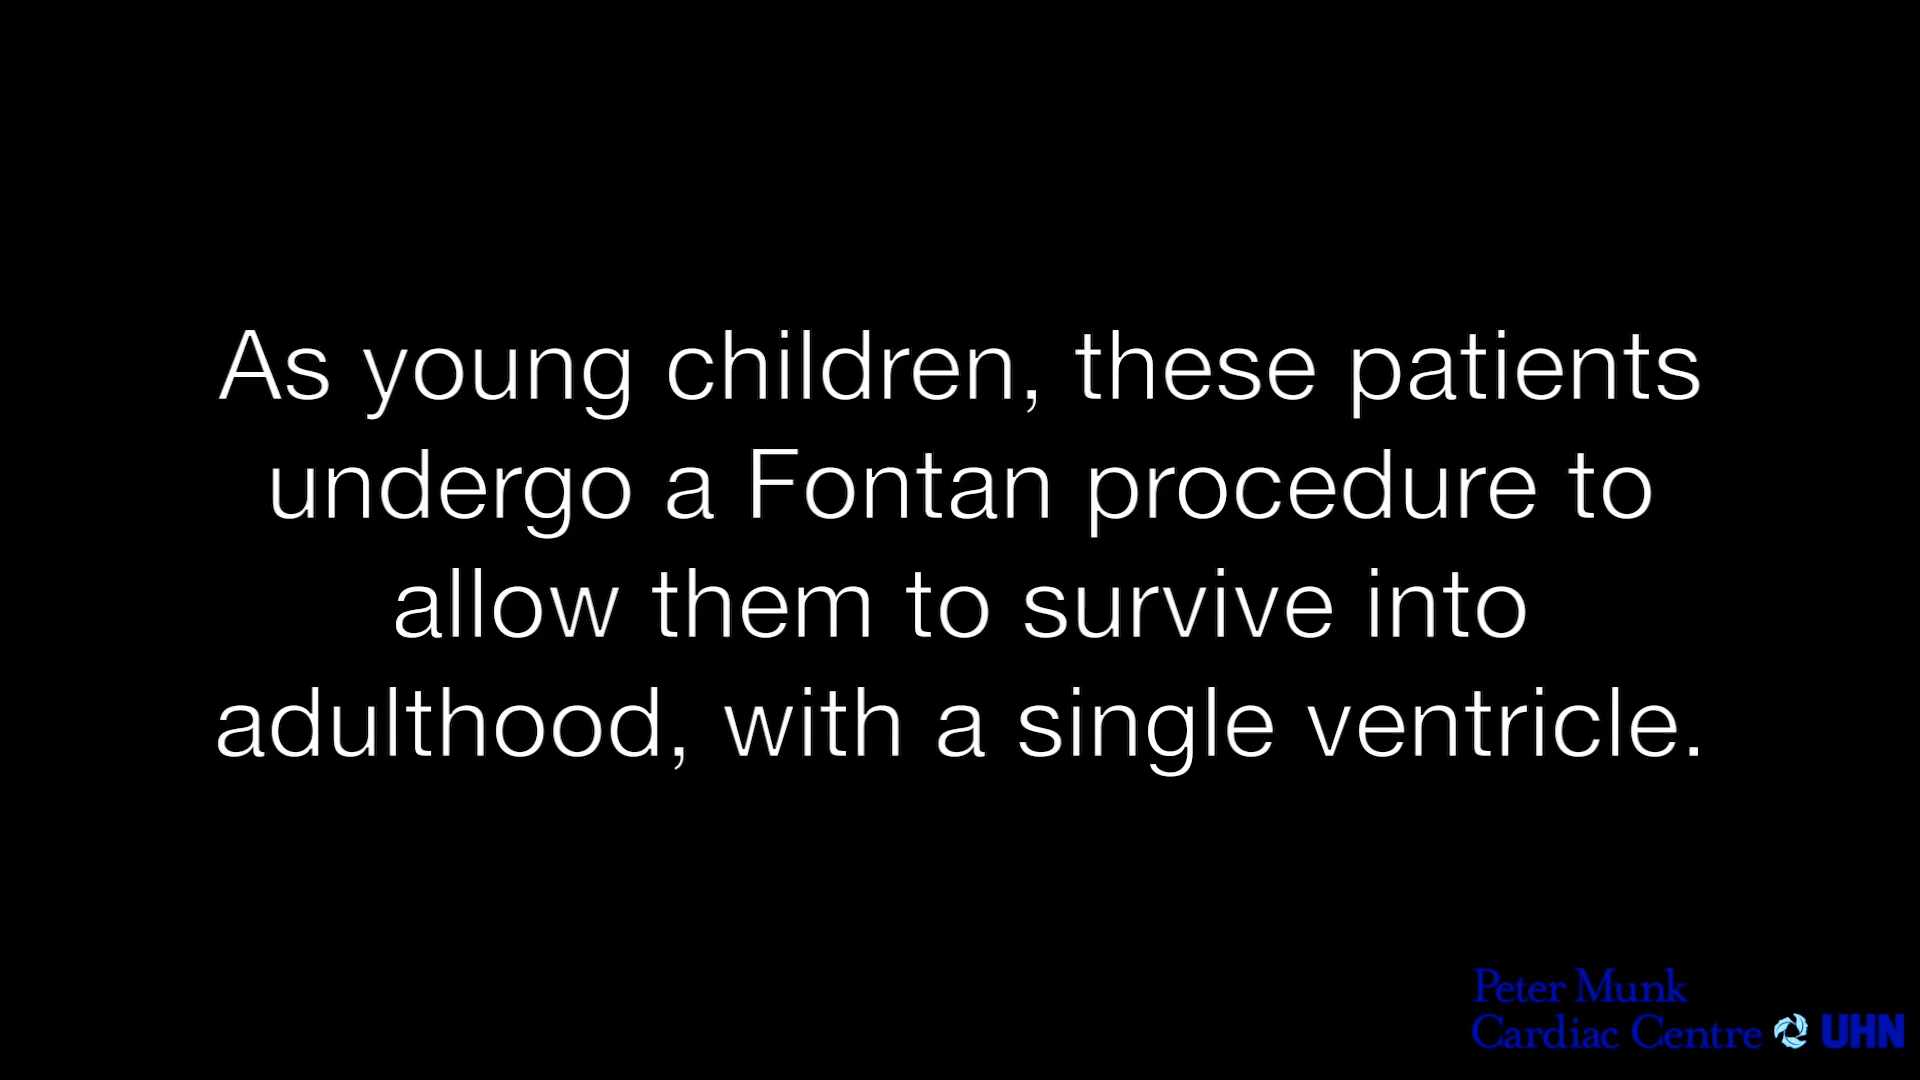 As young children, these patients
undergo a Fontan procedure to
allow them to survive into
adulthood, with a single ventricle.
Peter Munk
Cardiac Centre UHN